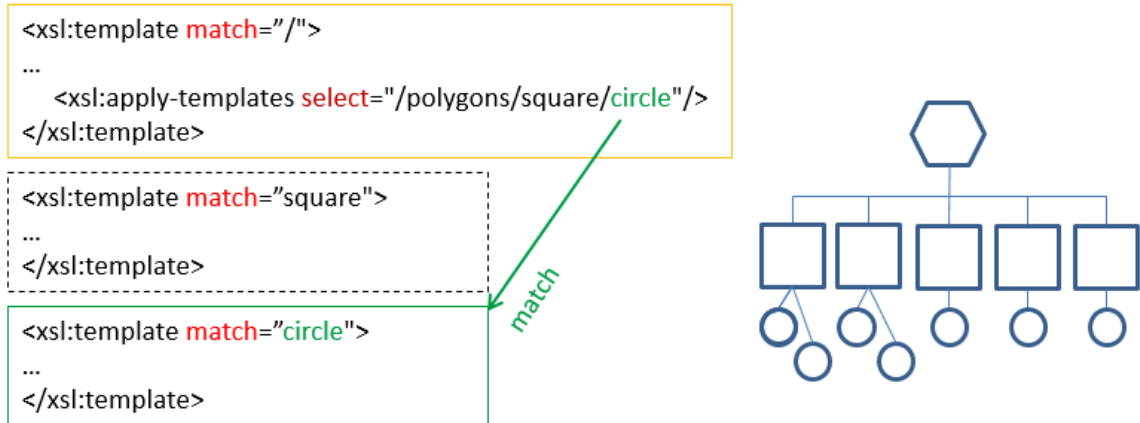 <xsl:template match=”/">
...
<xsl:apply-templates select="/polygons/square/circle"/>
</xsl:template>
<xsl:template match=”square">
...
</xsl:template>
match
<xsl:template match=”circle">
...
</xsl:template>